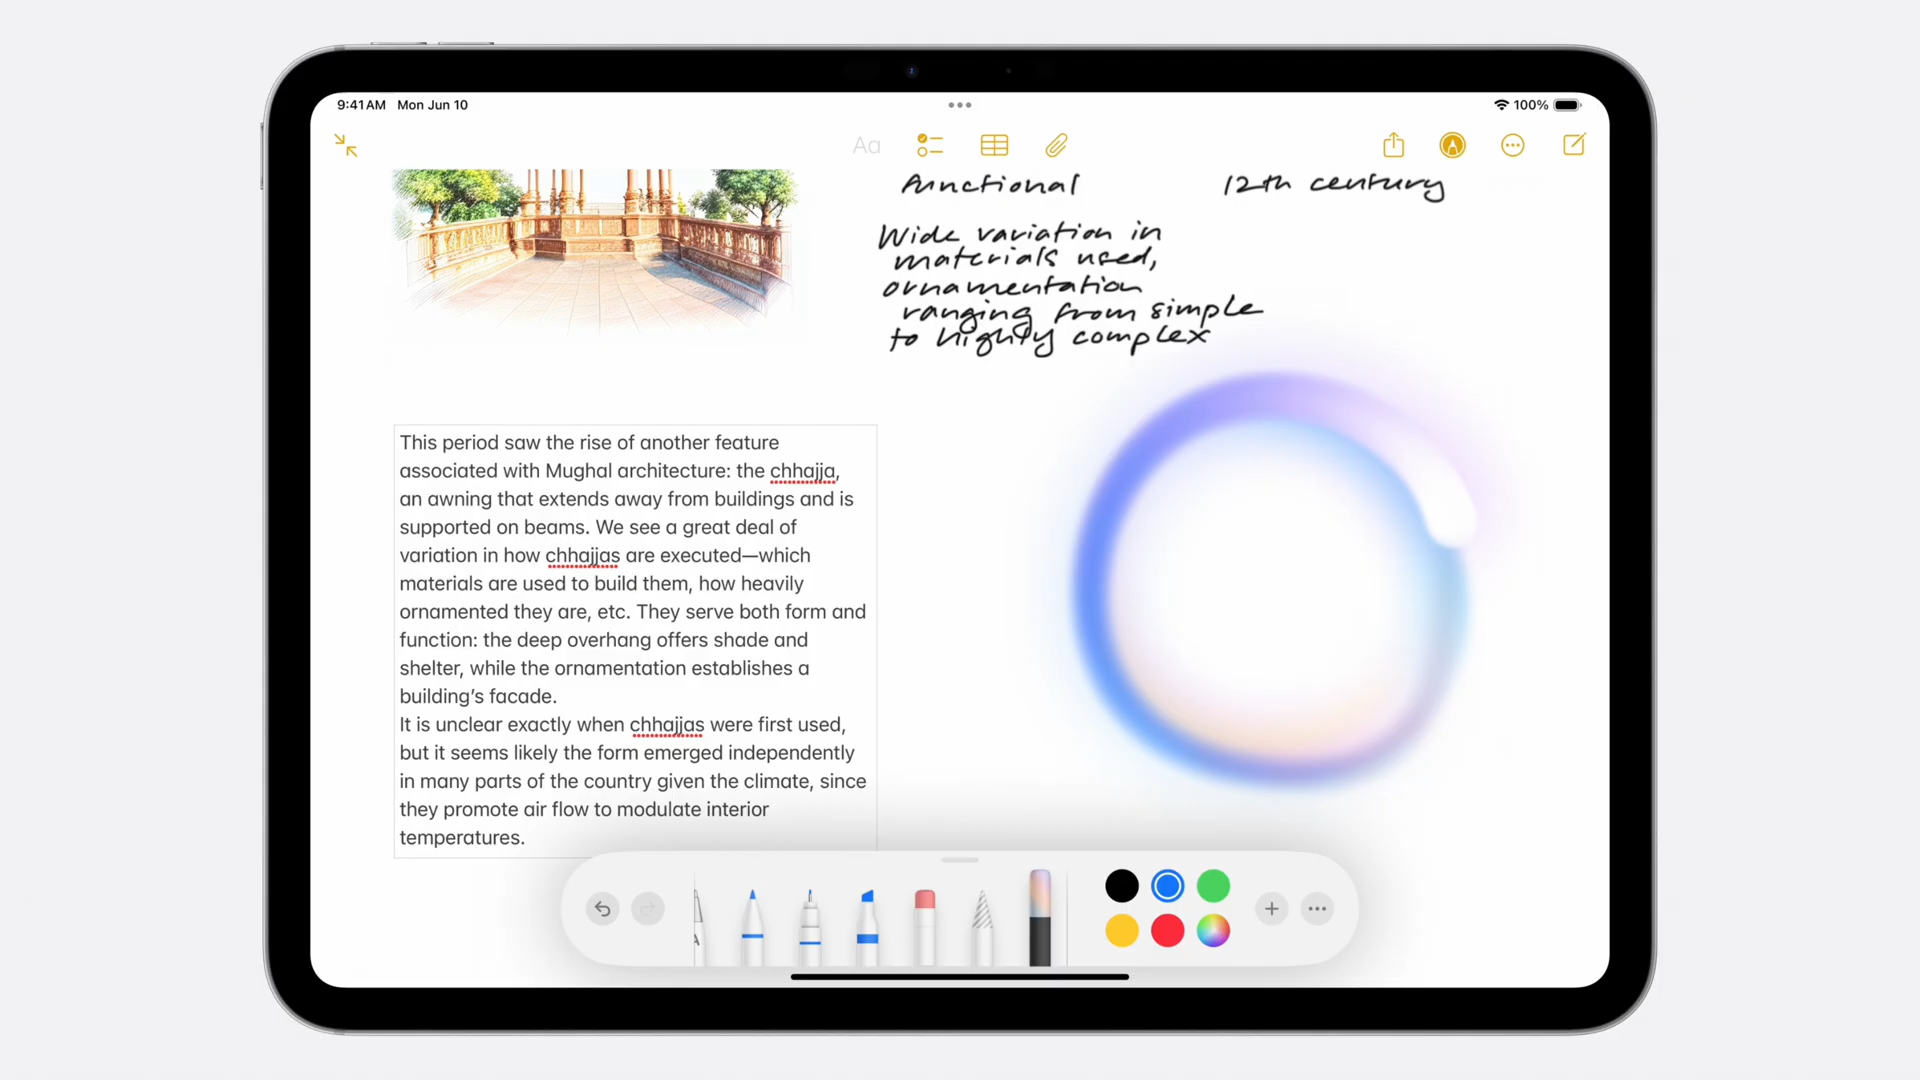 9:41 AM Mon Jun 10
100%
Aa
functional
12th century
Wide variation in
materials used,
ornamentation
ranging from simple
to highly complex
This period saw the rise of another feature
associated with Mughal architecture: the chhajja,
an awning that extends away from buildings and is
supported on beams. We see a great deal of
variation in how chhajjas are executed—which
materials are used to build them, how heavily
ornamented they are, etc. They serve both form and
function: the deep overhang offers shade and
shelter, while the ornamentation establishes a
building’s facade.
It is unclear exactly when chhajjas were first used,
but it seems likely the form emerged independently
in many parts of the country given the climate, since
they promote air flow to modulate interior
temperatures.
A